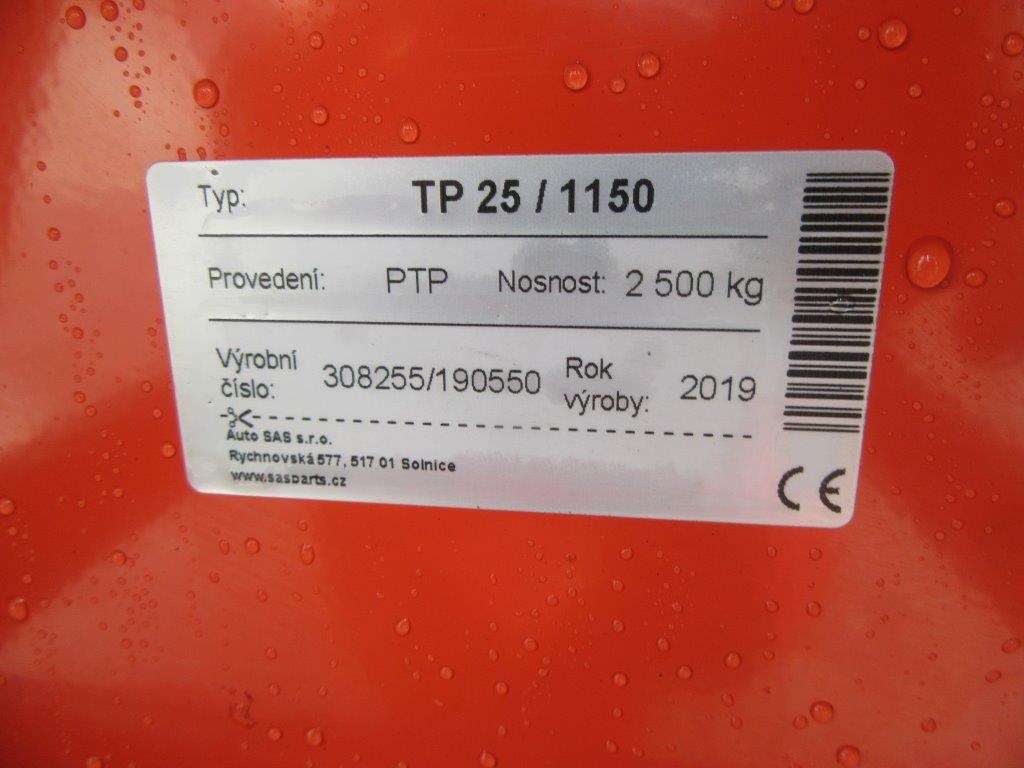 Typ: TP 25 / 1150
Provedení: PTP Nosnost: 2 500 kg
Výrobní číslo: 308255/190550 Rok výroby: 2019
Auto SAS s.r.o.
Rychnovská 577, 517 01 Solnice
www.sasparts.cz
CE